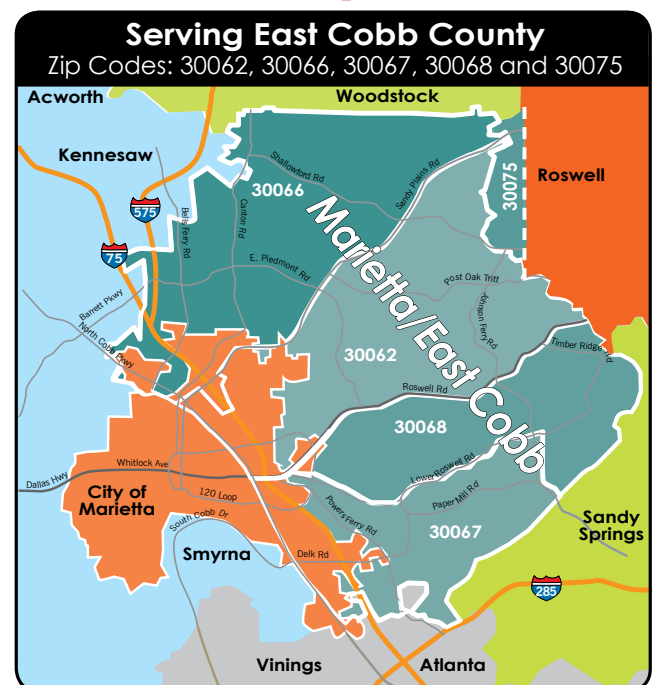 Serving East Cobb County
Zip Codes: 30062, 30066, 30067, 30068 and 30075
Acworth
Woodstock
Kennesaw
Shallowford Rd
Sandy Plains Rd
30066
30075
Roswell
575
Bells Ferry Rd
Canton Rd
75
E. Piedmont Rd
Marietta/East Cobb
Post Oak Tritt
Johnson Ferry Rd
Barrett Pkwy
North Cobb Pkwy
30062
Timber Ridge Rd
Roswell Rd
30068
Lower Roswell Rd
Whitlock Ave
Dallas Hwy
City of
Marietta
120 Loop
Paper Mill Rd
Powers Ferry Rd
30067
South Cobb Dr
Sandy
Springs
Smyrna
Delk Rd
285
Vinings
Atlanta